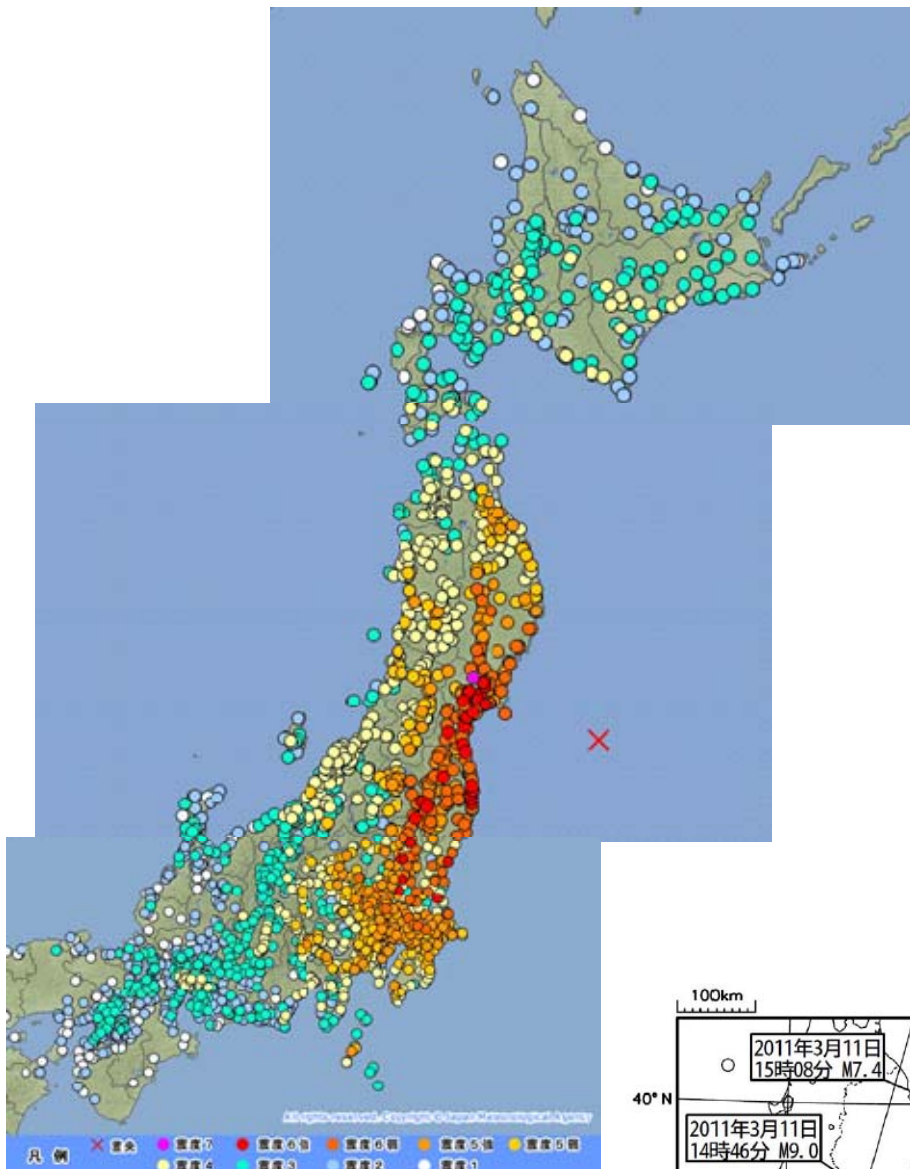 All rights reserved. Copyright © Japan Meteorological Agency
凡 例 震央 震度7 震度6強 震度6弱 震度5強 震度5弱
震度4 震度3 震度2 震度1
100km
2011年3月11日
15時08分 M7.4
40°N
2011年3月11日
14時46分 M9.0